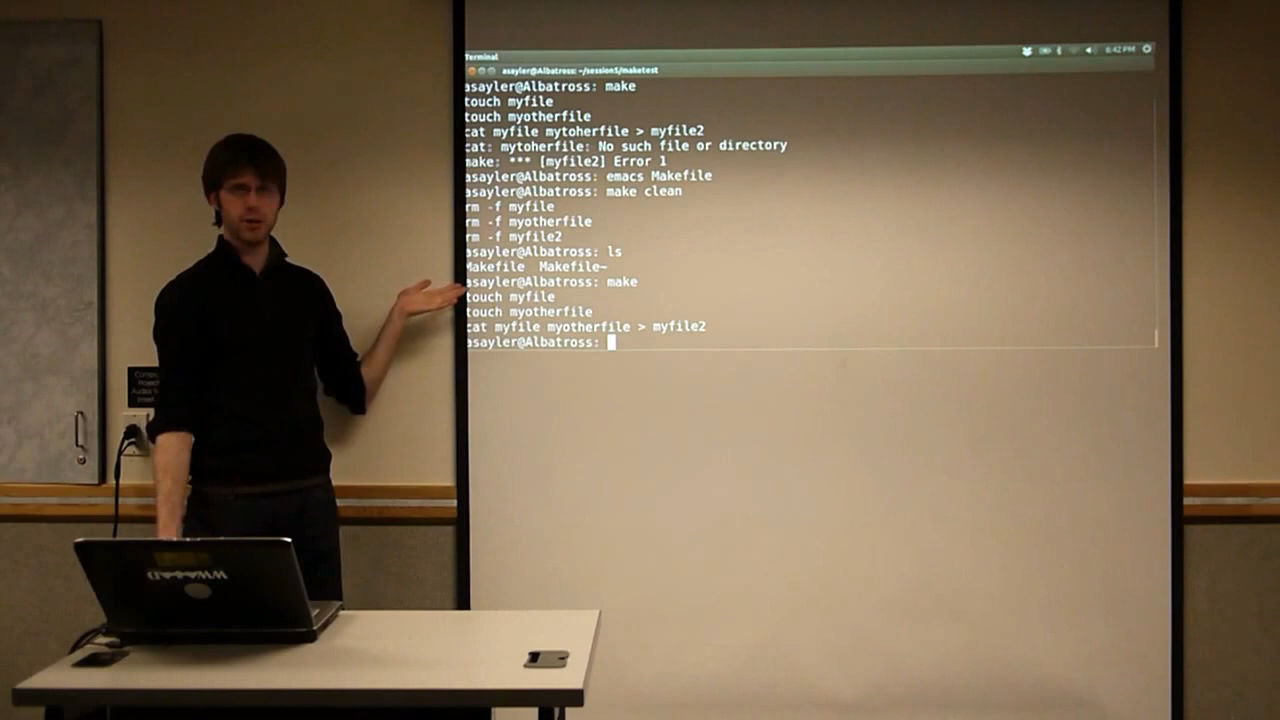 Terminal
6:42 PM
asayler@Albatross: ~/session5/maketest
asayler@Albatross: make
touch myfile
touch myotherfile
cat myfile mytoherfile > myfile2
cat: mytoherfile: No such file or directory
make: *** [myfile2] Error 1
asayler@Albatross: emacs Makefile
asayler@Albatross: make clean
rm -f myfile
rm -f myotherfile
rm -f myfile2
asayler@Albatross: ls
Makefile Makefile~
asayler@Albatross: make
touch myfile
touch myotherfile
cat myfile myotherfile > myfile2
asayler@Albatross: